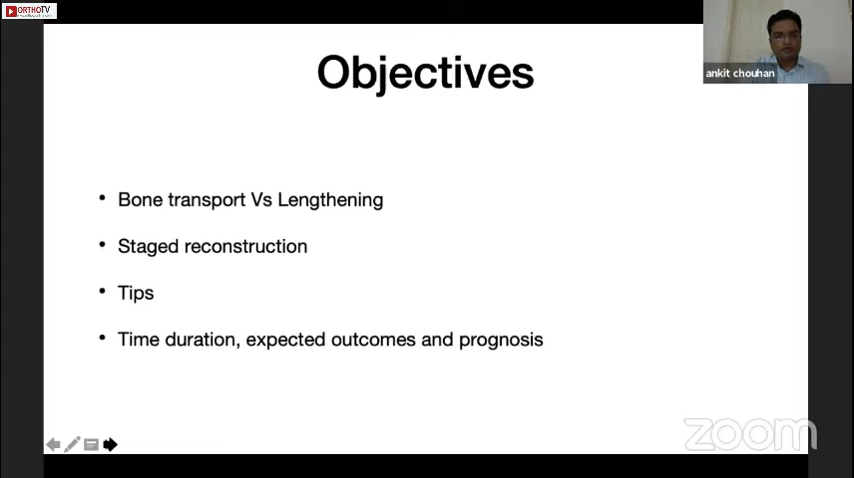 ORTHOTV
ankit chouhan
Objectives
• Bone transport Vs Lengthening
• Staged reconstruction
• Tips
• Time duration, expected outcomes and prognosis
zoom